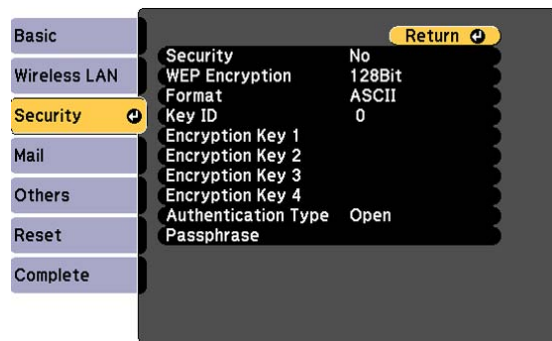 Basic
Wireless LAN
Security
Mail
Others
Reset
Complete
Return
Security No
WEP Encryption 128Bit
Format ASCII
Key ID 0
Encryption Key 1
Encryption Key 2
Encryption Key 3
Encryption Key 4
Authentication Type Open
Passphrase